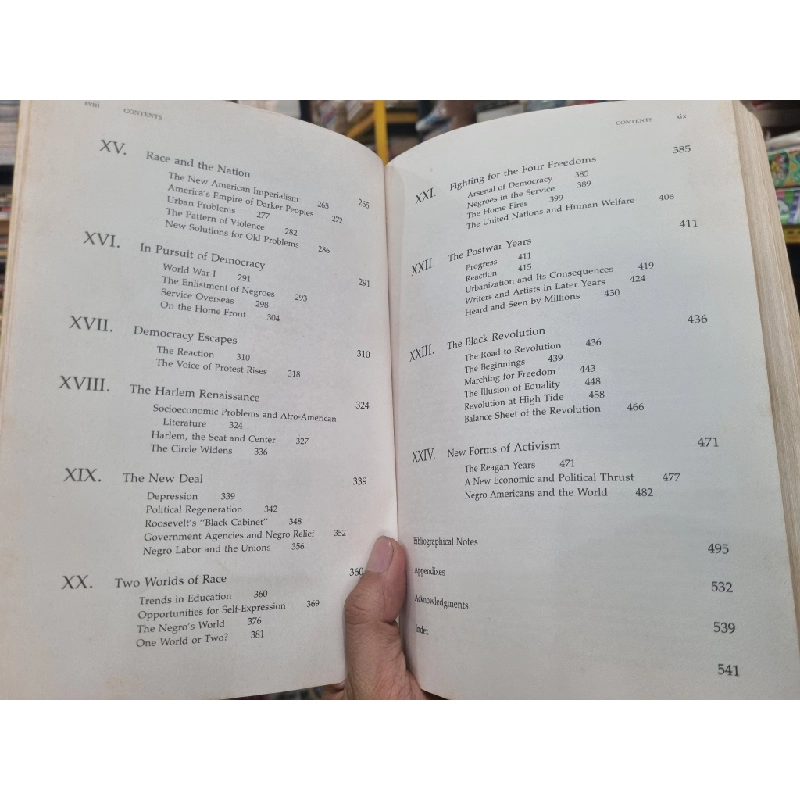 xviii CONTENTS
XV. Race and the Nation 263
The New American Imperialism 263
America's Empire of Darker Peoples 272
Urban Problems 277
The Pattern of Violence 282
New Solutions for Old Problems 286
XVI. In Pursuit of Democracy 291
World War I 291
The Enlistment of Negroes 293
Service Overseas 298
On the Home Front 304
XVII. Democracy Escapes 310
The Reaction 310
The Voice of Protest Rises 318
XVIII. The Harlem Renaissance 324
Socioeconomic Problems and Afro-American
Literature 324
Harlem, the Seat and Center 327
The Circle Widens 336
XIX. The New Deal 339
Depression 339
Political Regeneration 342
Roosevelt's "Black Cabinet" 348
Government Agencies and Negro Relief 352
Negro Labor and the Unions 356
XX. Two Worlds of Race 360
Trends in Education 360
Opportunities for Self-Expression 369
The Negro's World 376
One World or Two? 381
CONTENTS xix
XXI. Fighting for the Four Freedoms 385
Arsenal of Democracy 385
Negroes in the Service 389
The Home Fires 399
The United Nations and Human Welfare 406
XXII. The Postwar Years 411
Progress 411
Reaction 415
Urbanization and Its Consequences 419
Writers and Artists in Later Years 424
Heard and Seen by Millions 430
XXIII. The Black Revolution 436
The Road to Revolution 436
The Beginnings 439
Marching for Freedom 443
The Illusion of Equality 448
Revolution at High Tide 458
Balance Sheet of the Revolution 466
XXIV. New Forms of Activism 471
The Reagan Years 471
A New Economic and Political Thrust 477
Negro Americans and the World 482
Bibliographical Notes 495
Appendixes 532
Acknowledgments 539
Index 541